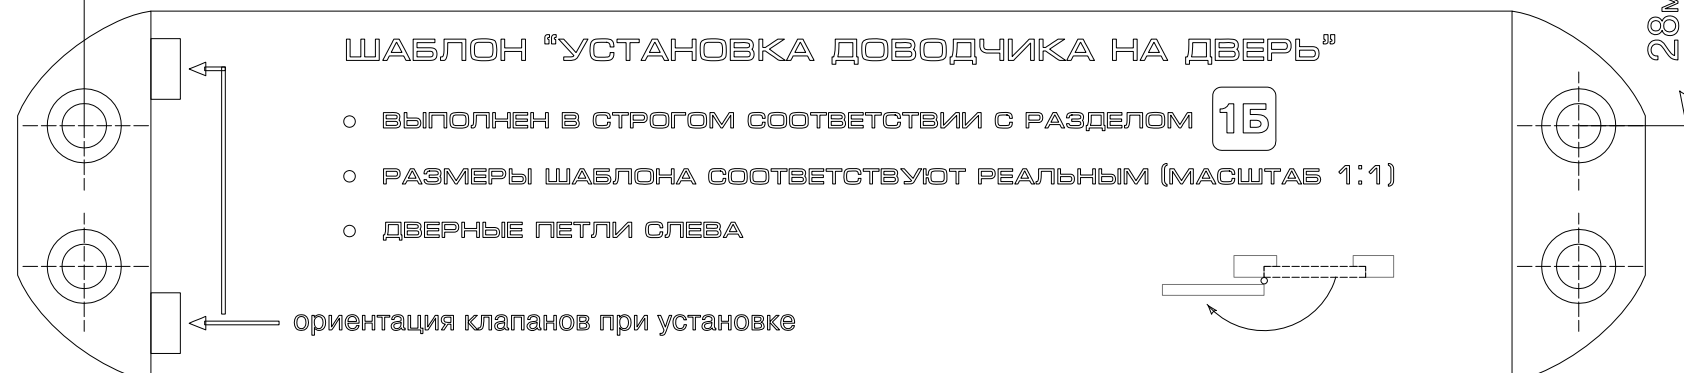 ШАБЛОН “УСТАНОВКА ДОВОДЧИКА НА ДВЕРЬ”
ВЫПОЛНЕН В СТРОГОМ СООТВЕТСТВИИ С РАЗДЕЛОМ 1Б
РАЗМЕРЫ ШАБЛОНА СООТВЕТСТВУЮТ РЕАЛЬНЫМ (МАСШТАБ 1:1)
ДВЕРНЫЕ ПЕТЛИ СЛЕВА
ориентация клапанов при установке
28м